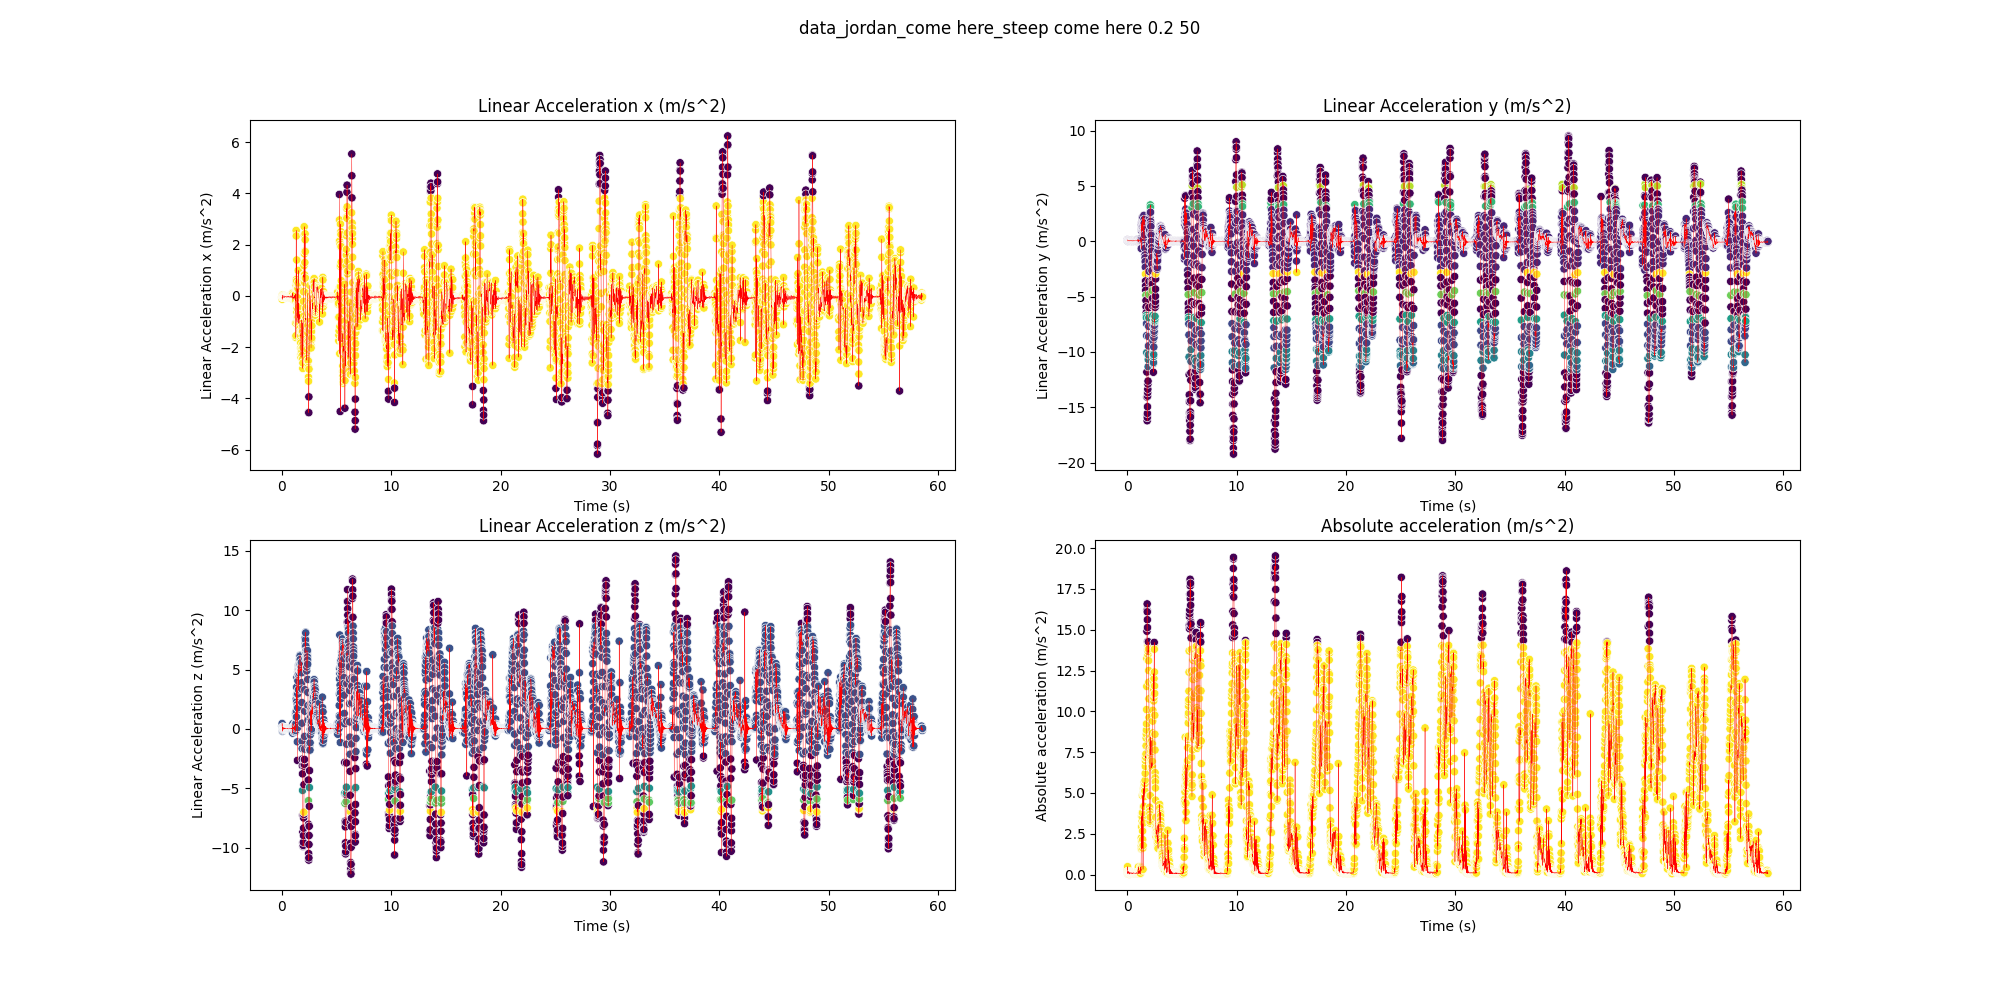 data_jordan_come here_steep come here 0.2 50
Linear Acceleration x (m/s^2)
Linear Acceleration x (m/s^2)
6
4
2
0
−2
−4
−6
0 10 20 30 40 50 60
Time (s)
Linear Acceleration y (m/s^2)
Linear Acceleration y (m/s^2)
10
5
0
−5
−10
−15
−20
0 10 20 30 40 50 60
Time (s)
Linear Acceleration z (m/s^2)
Linear Acceleration z (m/s^2)
15
10
5
0
−5
−10
0 10 20 30 40 50 60
Time (s)
Absolute acceleration (m/s^2)
Absolute acceleration (m/s^2)
20.0
17.5
15.0
12.5
10.0
7.5
5.0
2.5
0.0
0 10 20 30 40 50 60
Time (s)